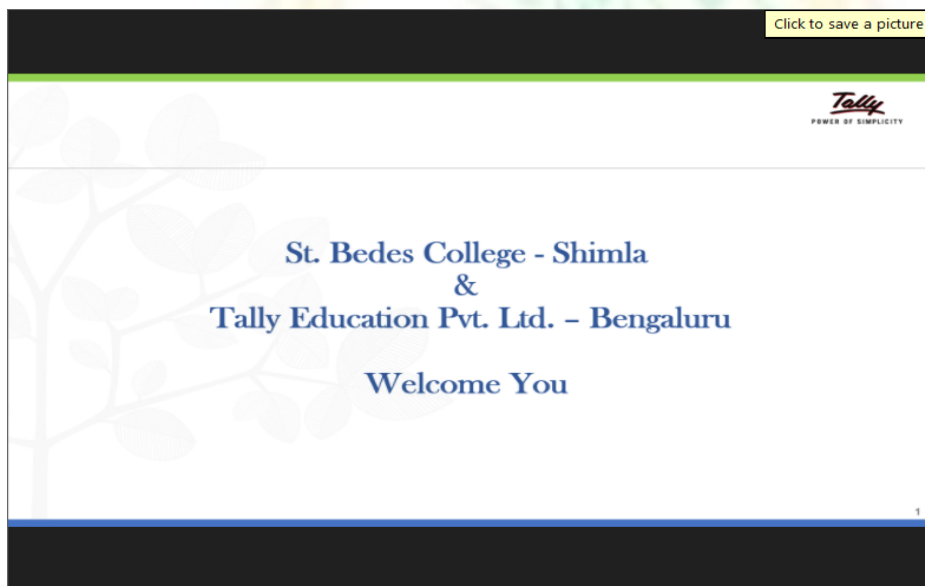 Click to save a picture
Tally
POWER OF SIMPLICITY
St. Bedes College - Shimla
&
Tally Education Pvt. Ltd. – Bengaluru
Welcome You
1